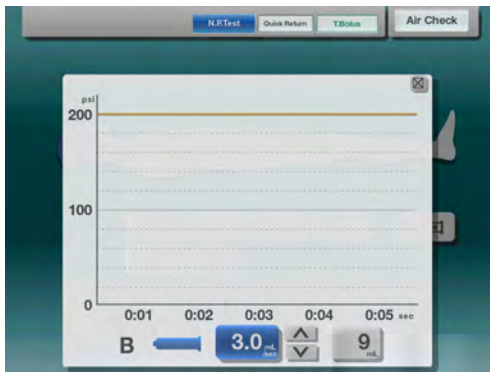 N.P.Test Quick Return T.Bolus Air Check
psi
200
100
0
0:01 0:02 0:03 0:04 0:05 sec
B 3.0 mL/sec 9 mL